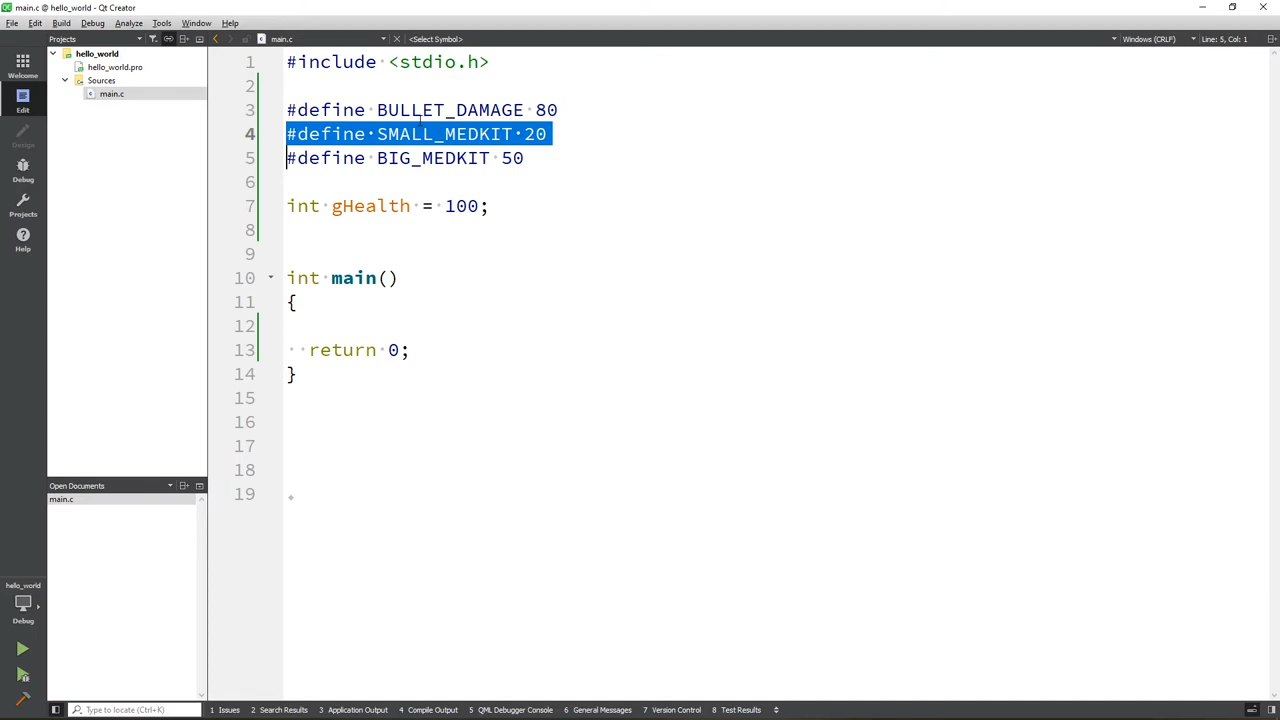 main.c @ hello_world - Qt Creator
File Edit Build Debug Analyze Tools Window Help
Projects main.c <Select Symbol> Windows (CRLF) Line: 5, Col: 1
Welcome
Edit
Design
Debug
Projects
Help
hello_world
hello_world.pro
Sources
main.c
1 #include <stdio.h>
2
3 #define BULLET_DAMAGE 80
4 #define SMALL_MEDKIT 20
5 #define BIG_MEDKIT 50
6
7 int gHealth = 100;
8
9
10 int main()
11 {
12
13 return 0;
14 }
15
16
17
18
19
Open Documents
main.c
hello_world
Debug
Type to locate (Ctrl+K) 1 Issues 2 Search Results 3 Application Output 4 Compile Output 5 QML Debugger Console 6 General Messages 7 Version Control 8 Test Results